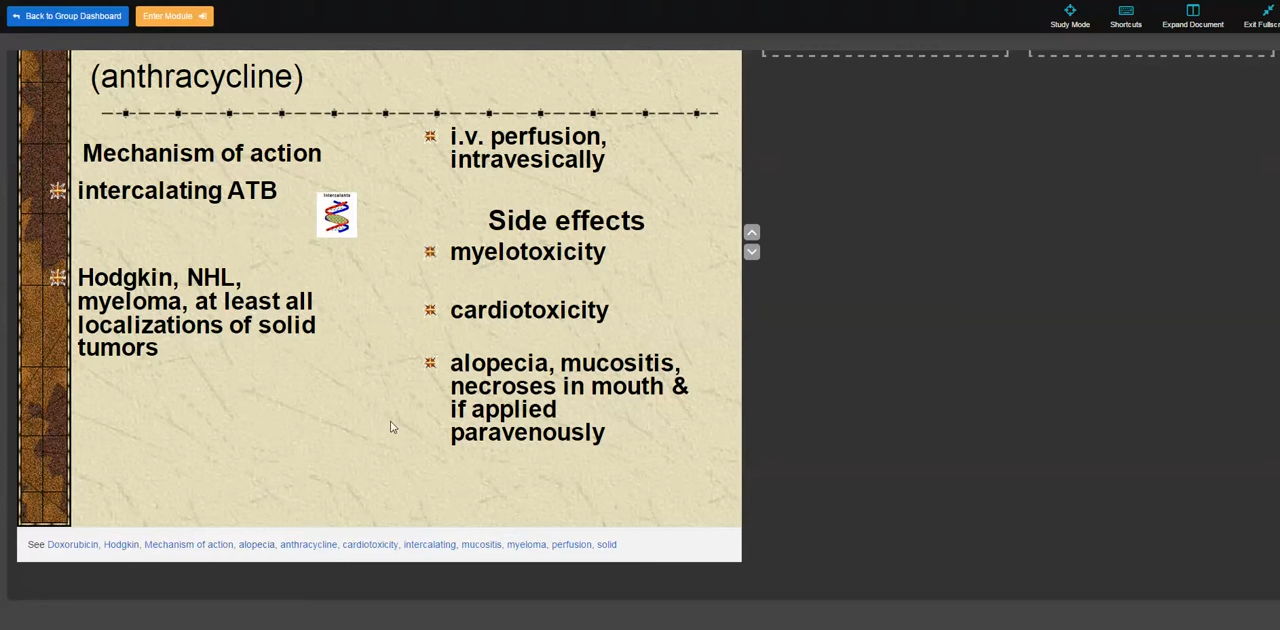 Back to Group Dashboard
Enter Module
Study Mode
Shortcuts
Expand Document
Exit Fullsc
(anthracycline)
Mechanism of action
intercalating ATB
Intercalants
Hodgkin, NHL,
myeloma, at least all
localizations of solid
tumors
i.v. perfusion,
intravesically
Side effects
myelotoxicity
cardiotoxicity
alopecia, mucositis,
necroses in mouth &
if applied
paravenously
See Doxorubicin, Hodgkin, Mechanism of action, alopecia, anthracycline, cardiotoxicity, intercalating, mucositis, myeloma, perfusion, solid